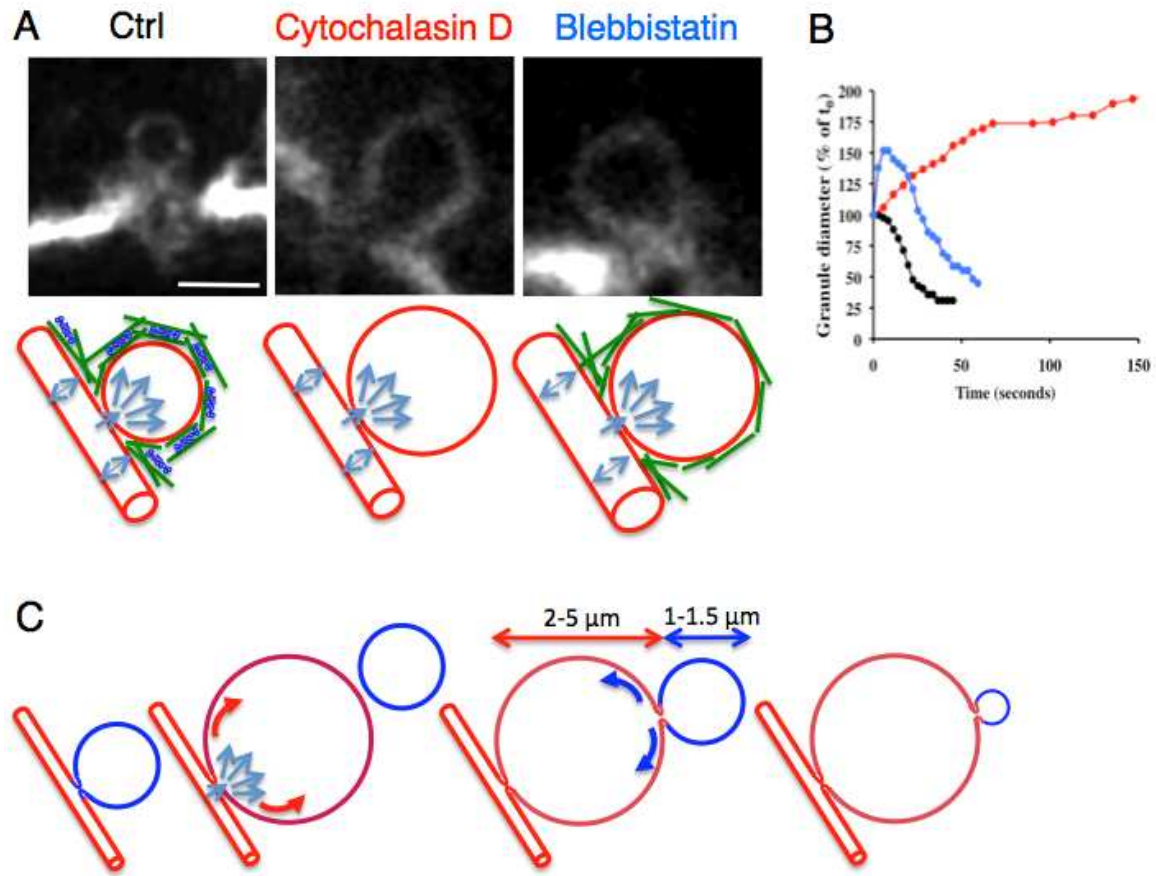 A
Ctrl
Cytochalasin D
Blebbistatin
B
Granule diameter (% of t₀)
200
175
150
125
100
75
50
25
0
0
50
100
150
Time (seconds)
C
2-5 µm
1-1.5 µm